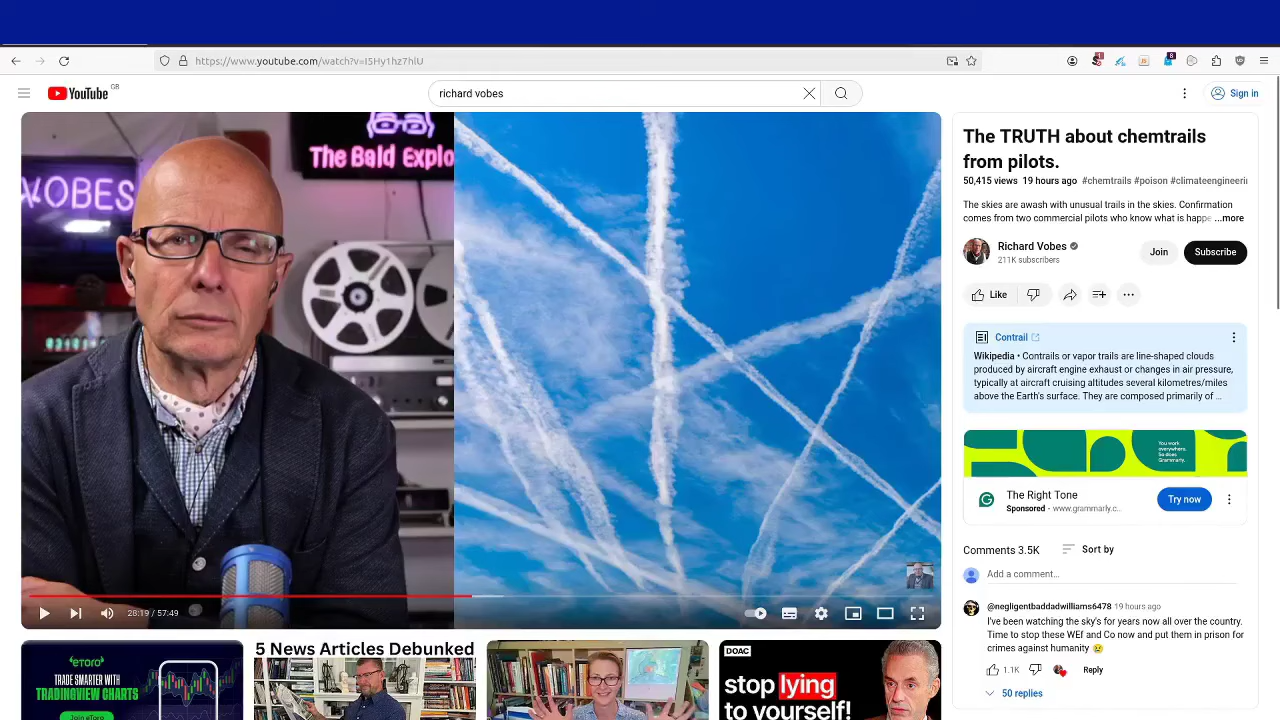 https://www.youtube.com/watch?v=I5Hy1hz7hlU
YouTube GB
richard vobes
Sign in
VOBES
The Bald Explo
28:19 / 57:49
The TRUTH about chemtrails
from pilots.
50,415 views 19 hours ago #chemtrails #poison #climateengineeri
The skies are awash with unusual trails in the skies. Confirmation
comes from two commercial pilots who know what is happe ...more
Richard Vobes
211K subscribers
Join
Subscribe
Like
Contrail
Wikipedia • Contrails or vapor trails are line-shaped clouds
produced by aircraft engine exhaust or changes in air pressure,
typically at aircraft cruising altitudes several kilometres/miles
above the Earth's surface. They are composed primarily of ...
You work
everywhere.
So does
Grammarly.
The Right Tone
Sponsored · www.grammarly.c...
Try now
Comments 3.5K
Sort by
Add a comment...
@negligentbaddadwilliams6478 19 hours ago
I've been watching the sky's for years now all over the country.
Time to stop these WEf and Co now and put them in prison for
crimes against humanity 😢
1.1K
Reply
50 replies
eToro
TRADE SMARTER WITH
TRADINGVIEW CHARTS
Join eToro
5 News Articles Debunked
DOAC
stop lying
to yourself!